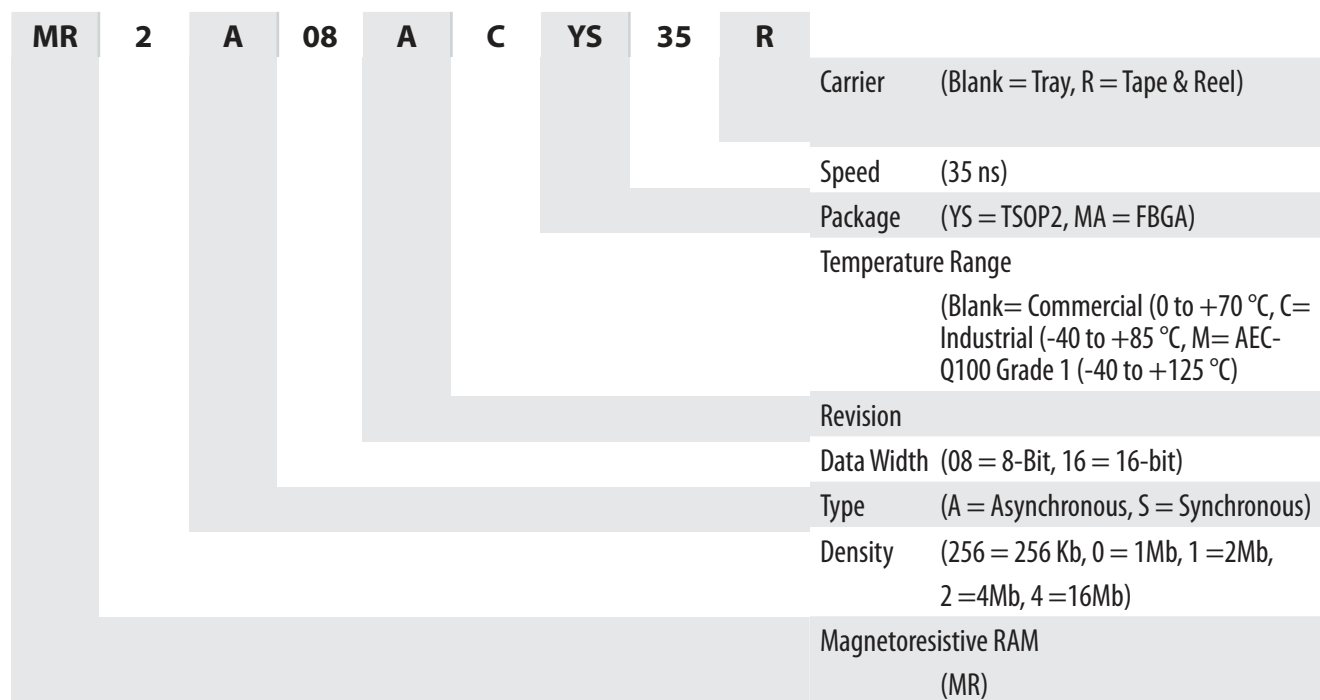 MR 2 A 08 A C YS 35 R
Carrier (Blank = Tray, R = Tape & Reel)
Speed (35 ns)
Package (YS = TSOP2, MA = FBGA)
Temperature Range
(Blank= Commercial (0 to +70 °C, C=
Industrial (-40 to +85 °C, M= AEC-
Q100 Grade 1 (-40 to +125 °C)
Revision
Data Width (08 = 8-Bit, 16 = 16-bit)
Type (A = Asynchronous, S = Synchronous)
Density (256 = 256 Kb, 0 = 1Mb, 1 =2Mb,
2 =4Mb, 4 =16Mb)
Magnetoresistive RAM
(MR)